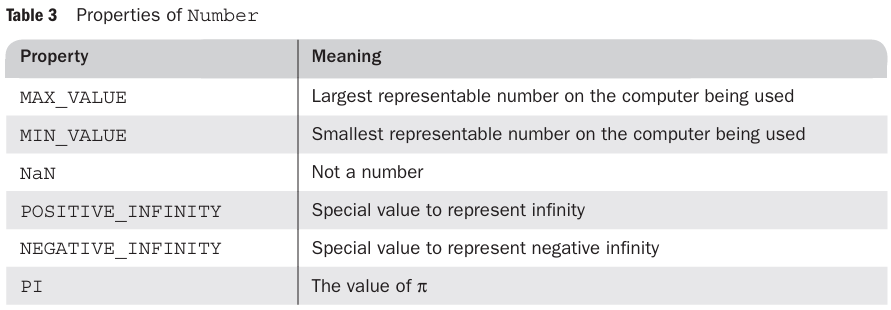 Table 3 Properties of Number
Property Meaning
MAX_VALUE Largest representable number on the computer being used
MIN_VALUE Smallest representable number on the computer being used
NaN Not a number
POSITIVE_INFINITY Special value to represent infinity
NEGATIVE_INFINITY Special value to represent negative infinity
PI The value of π